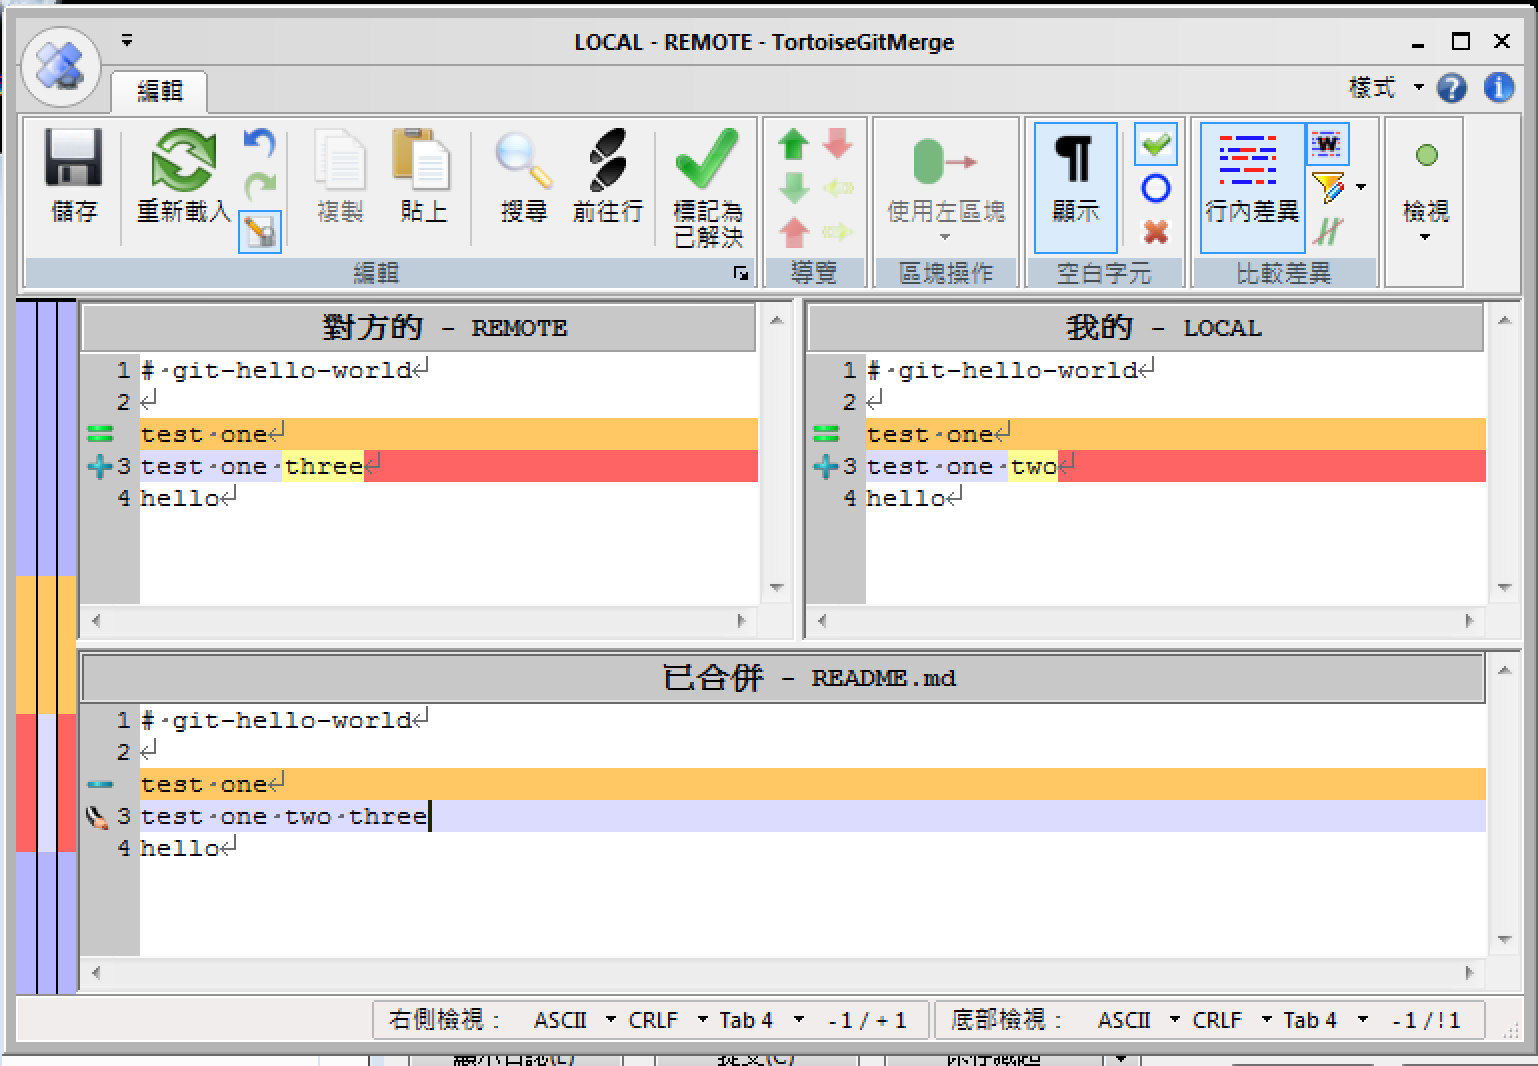 LOCAL - REMOTE - TortoiseGitMerge
編輯
樣式
儲存 重新載入 複製 貼上 搜尋 前往行 標記為已解決 使用左區塊 顯示 行內差異 檢視
編輯 導覽 區塊操作 空白字元 比較差異
對方的 - REMOTE
1 # git-hello-world
2
test one
3 test one three
4 hello
我的 - LOCAL
1 # git-hello-world
2
test one
3 test one two
4 hello
已合併 - README.md
1 # git-hello-world
2
test one
3 test one two three
4 hello
右側檢視： ASCII CRLF Tab 4 -1 / +1 底部檢視： ASCII CRLF Tab 4 -1 / !1